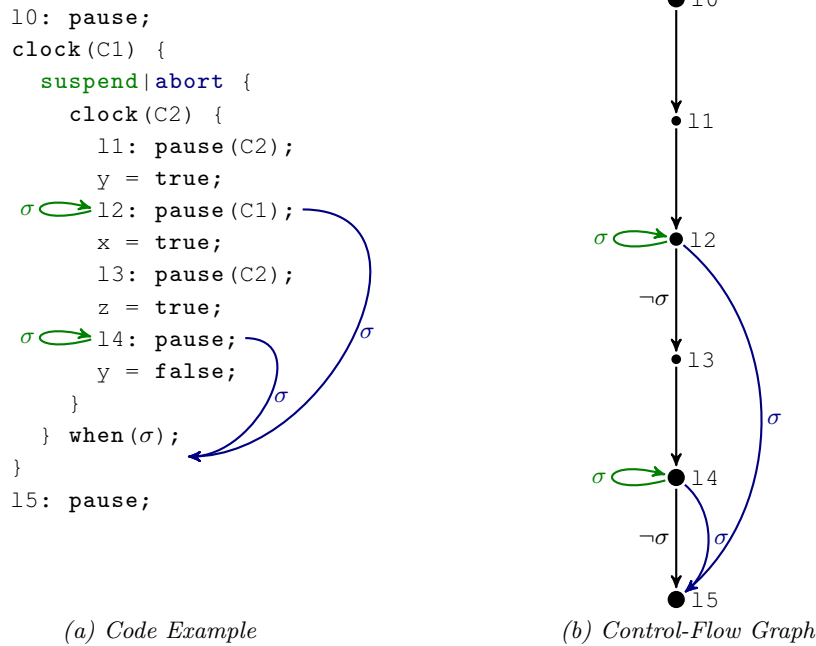 l0: pause;
clock(C1) {
suspend|abort {
clock(C2) {
l1: pause(C2);
y = true;
σ l2: pause(C1);
x = true;
l3: pause(C2);
z = true;
σ
σ l4: pause;
y = false;
σ
}
} when(σ);
}
l5: pause;
(a) Code Example
l0
l1
σ l2
¬σ
l3
σ
σ l4
¬σ σ
l5
(b) Control-Flow Graph